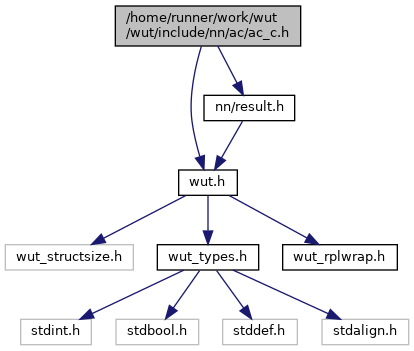 /home/runner/work/wut
/wut/include/nn/ac/ac_c.h
nn/result.h
wut.h
wut_structsize.h
wut_types.h
wut_rplwrap.h
stdint.h
stdbool.h
stddef.h
stdalign.h